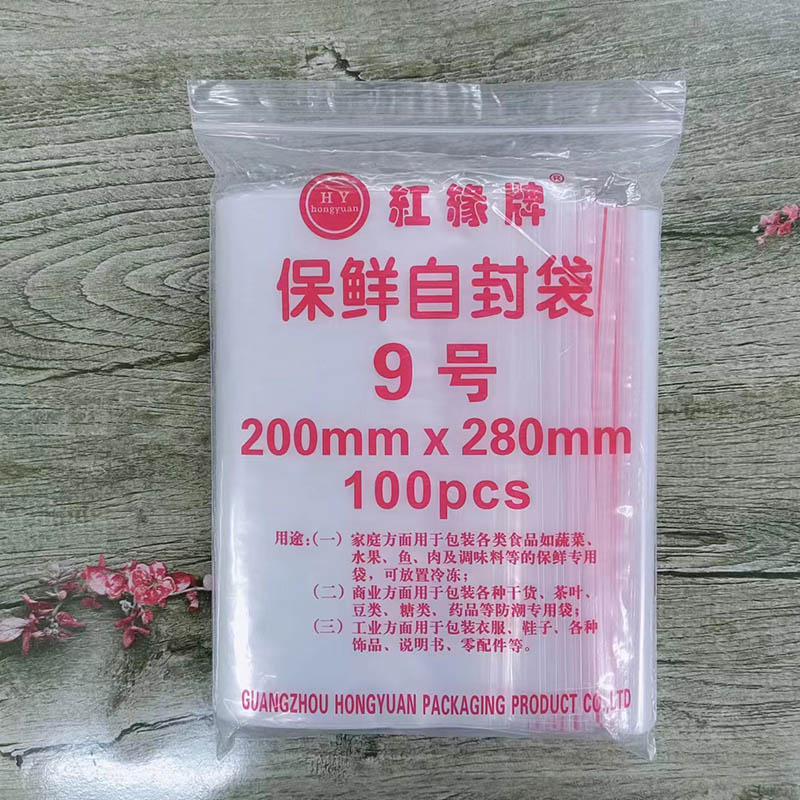 HY
hongyuan
紅緣牌®
保鲜自封袋
9号
200mm x 280mm
100pcs
用途:(一) 家庭方面用于包装各类食品如蔬菜、
水果、鱼、肉及调味料等的保鲜专用
袋,可放置冷冻;
(二) 商业方面用于包装各种干货、茶叶、
豆类、糖类、药品等防潮专用袋;
(三) 工业方面用于包装衣服、鞋子、各种
饰品、说明书、零配件等。
GUANGZHOU HONGYUAN PACKAGING PRODUCT CO.,LTD